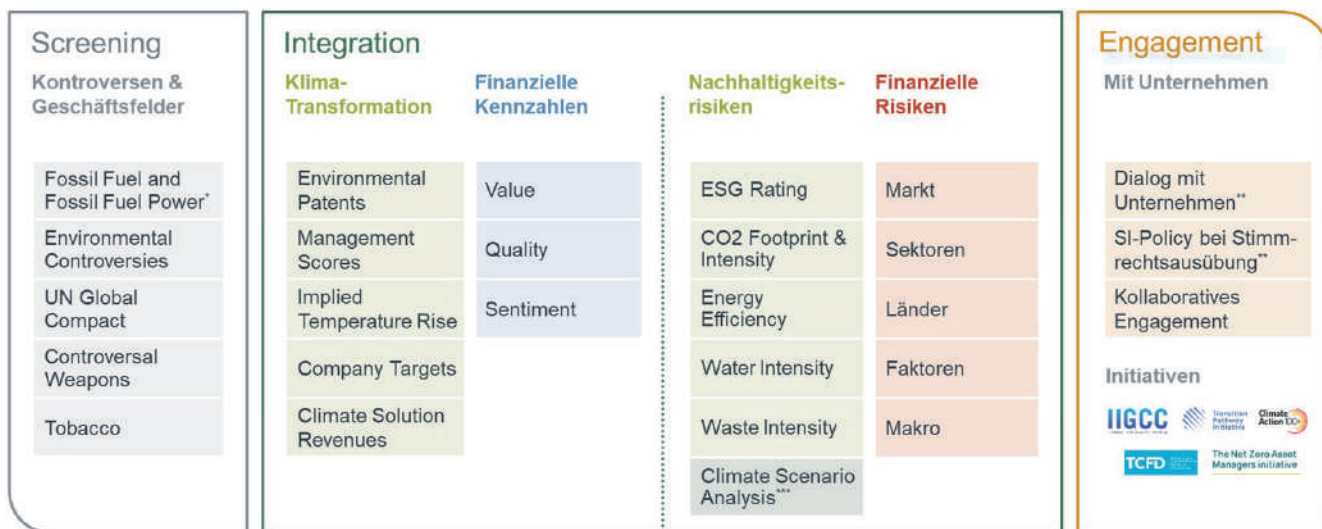 Screening
Kontroversen &
Geschäftsfelder
Fossil Fuel and
Fossil Fuel Power*
Environmental
Controversies
UN Global
Compact
Controversal
Weapons
Tobacco
Integration
Klima-
Transformation
Environmental
Patents
Management
Scores
Implied
Temperature Rise
Company Targets
Climate Solution
Revenues
Finanzielle
Kennzahlen
Value
Quality
Sentiment
Nachhaltigkeits-
risiken
ESG Rating
CO2 Footprint &
Intensity
Energy
Efficiency
Water Intensity
Waste Intensity
Climate Scenario
Analysis***
Finanzielle
Risiken
Markt
Sektoren
Länder
Faktoren
Makro
Engagement
Mit Unternehmen
Dialog mit
Unternehmen**
SI-Policy bei Stimm-
rechtsausübung**
Kollaboratives
Engagement
Initiativen
IIGCC
Transition
Pathway
Initiative
Climate
Action 100+
TCFD
The Net Zero Asset
Managers initiative